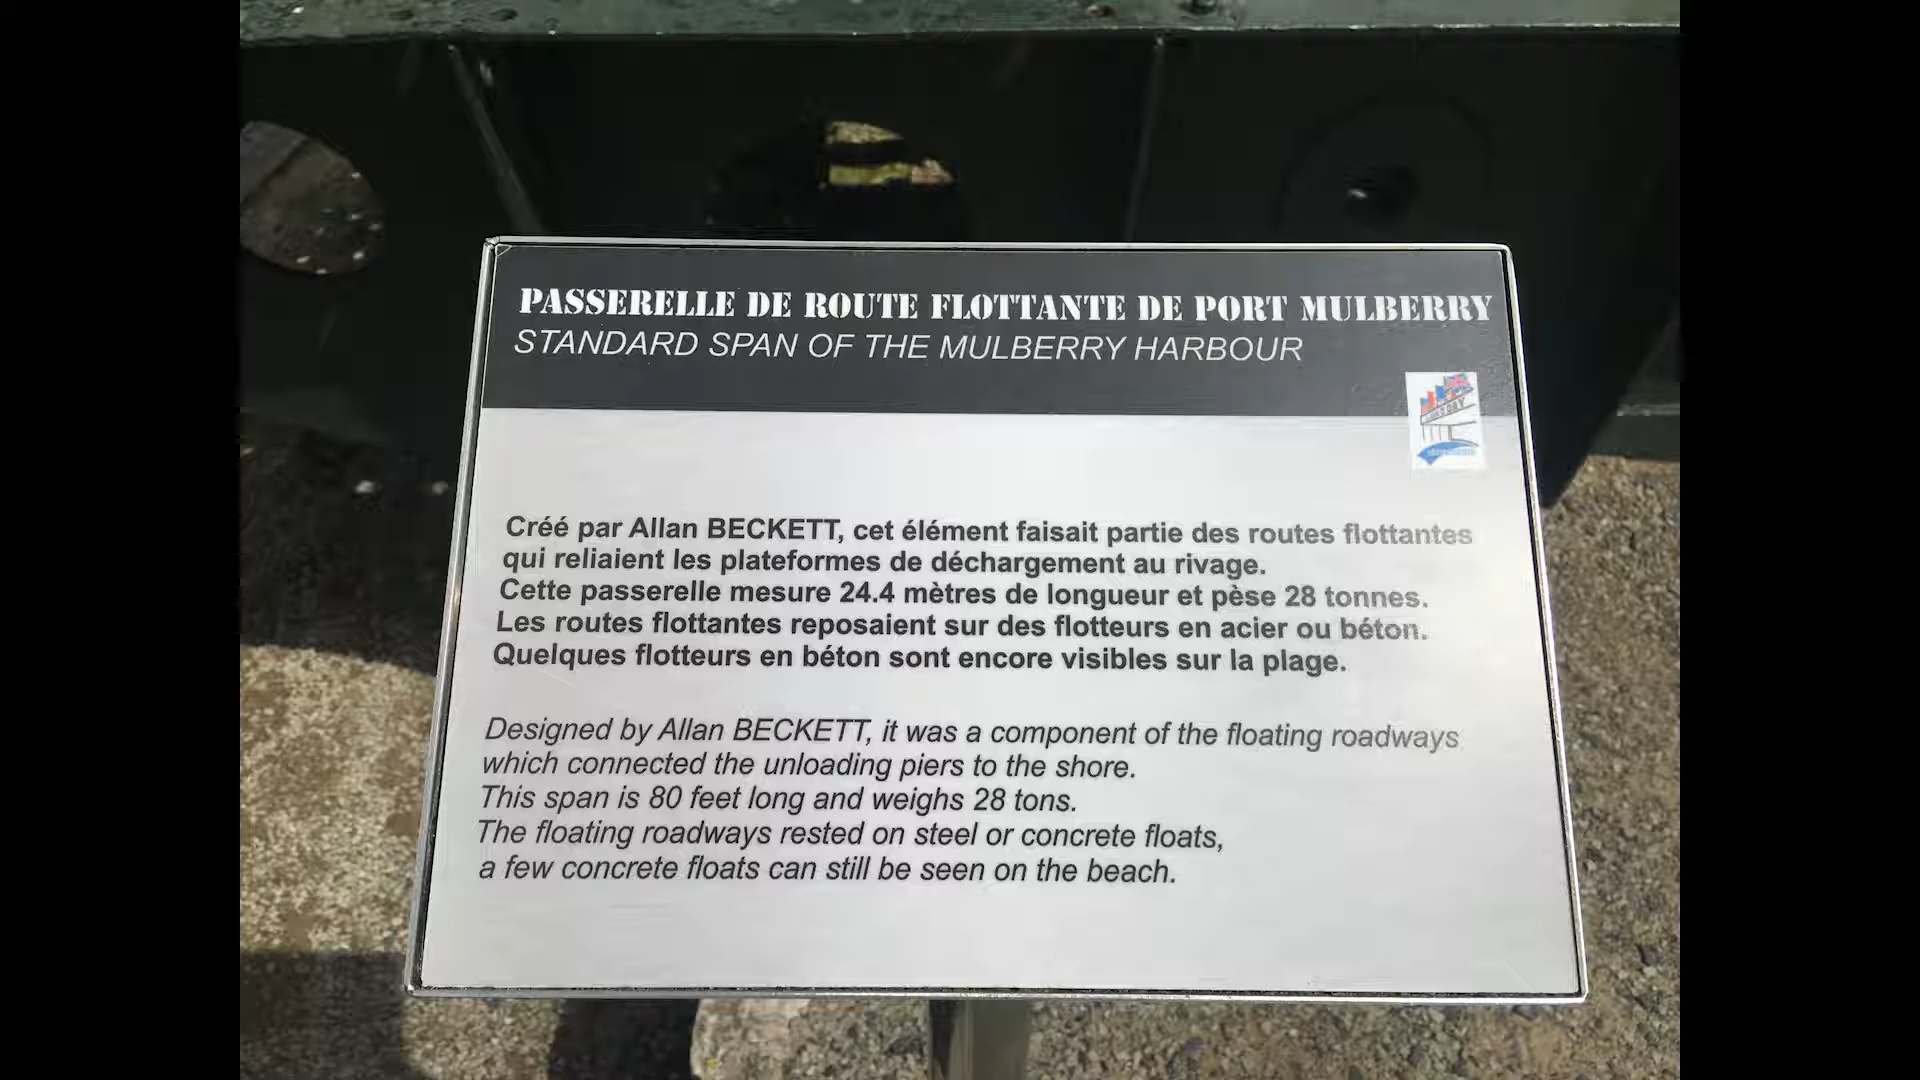 PASSERELLE DE ROUTE FLOTTANTE DE PORT MULBERRY
STANDARD SPAN OF THE MULBERRY HARBOUR
Créé par Allan BECKETT, cet élément faisait partie des routes flottantes
qui reliaient les plateformes de déchargement au rivage.
Cette passerelle mesure 24.4 mètres de longueur et pèse 28 tonnes.
Les routes flottantes reposaient sur des flotteurs en acier ou béton.
Quelques flotteurs en béton sont encore visibles sur la plage.
Designed by Allan BECKETT, it was a component of the floating roadways
which connected the unloading piers to the shore.
This span is 80 feet long and weighs 28 tons.
The floating roadways rested on steel or concrete floats,
a few concrete floats can still be seen on the beach.